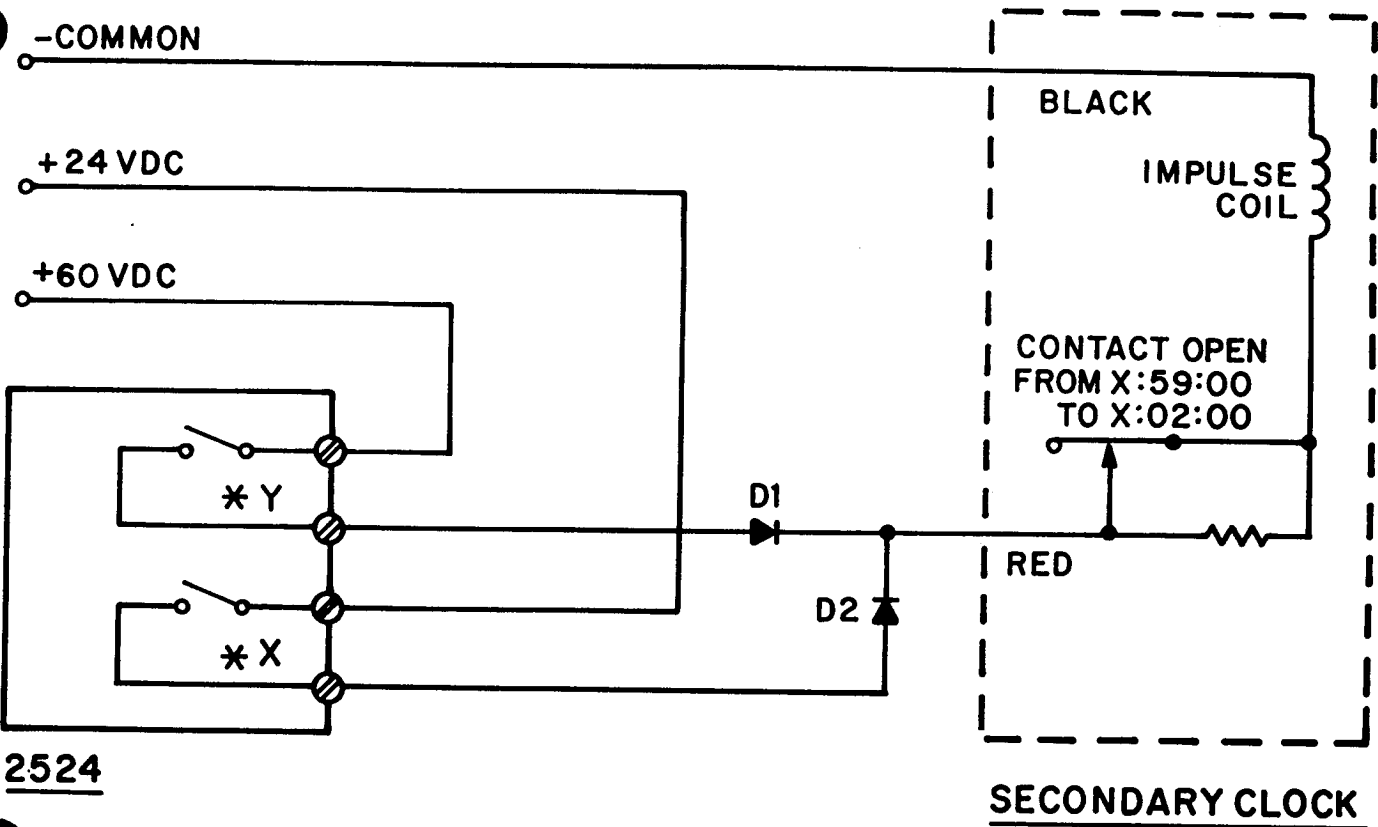 -COMMON
BLACK
+24 VDC
IMPULSE
COIL
+60 VDC
CONTACT OPEN
FROM X:59:00
TO X:02:00
* Y
D1
RED
D2
* X
2524
SECONDARY CLOCK